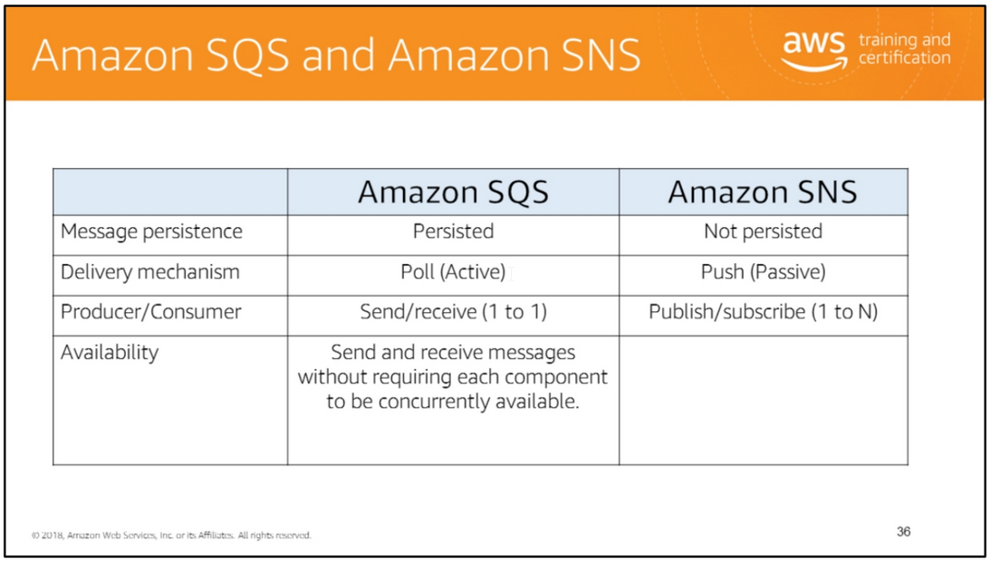 Amazon SQS and Amazon SNS
aws training and
certification
Amazon SQS Amazon SNS
Message persistence Persisted Not persisted
Delivery mechanism Poll (Active) Push (Passive)
Producer/Consumer Send/receive (1 to 1) Publish/subscribe (1 to N)
Availability Send and receive messages
without requiring each component
to be concurrently available.
© 2018, Amazon Web Services, Inc. or its Affiliates. All rights reserved.
36